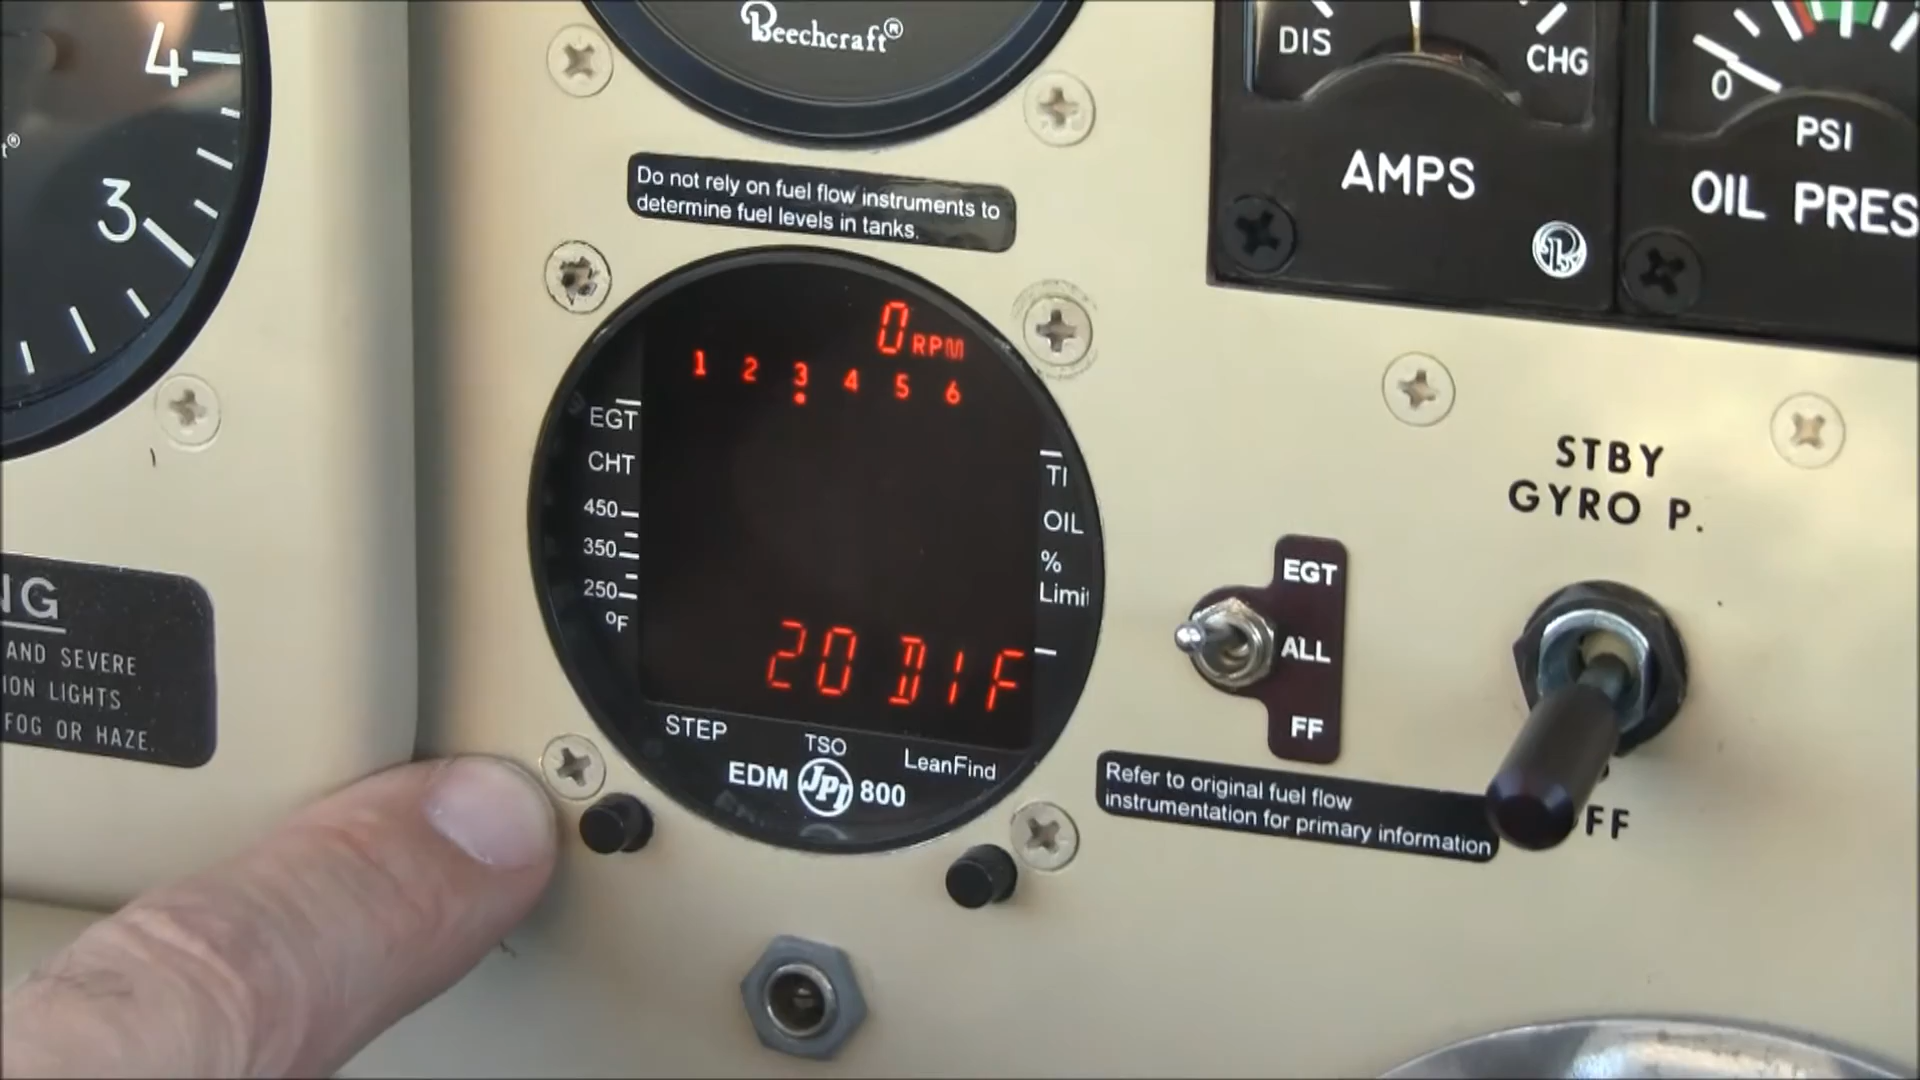 4
3
®
Beechcraft®
DIS
CHG
AMPS
0
PSI
OIL PRES
Do not rely on fuel flow instruments to
determine fuel levels in tanks.
0 RPM
1 2 3 4 5 6
EGT
CHT
450
350
250
°F
TI
OIL
%
Limi
20 DIF
STEP
TSO
LeanFind
EDM JPI 800
EGT
ALL
FF
STBY
GYRO P.
FF
Refer to original fuel flow
instrumentation for primary information
NG
AND SEVERE
ION LIGHTS
FOG OR HAZE.